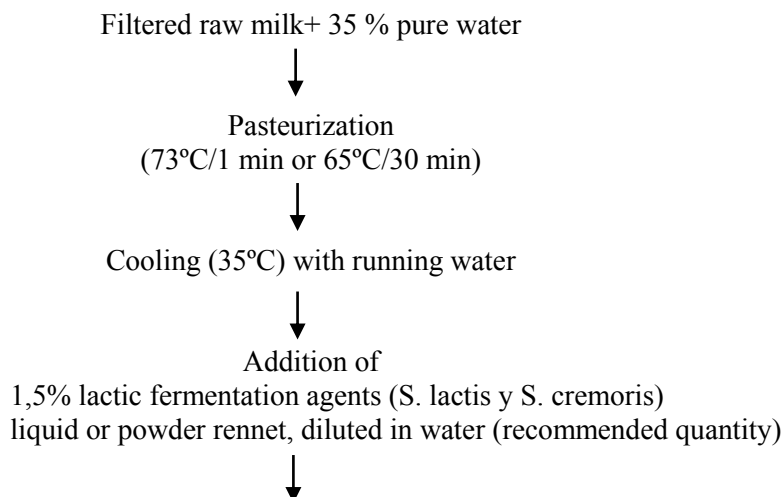 Filtered raw milk+ 35 % pure water
Pasteurization
(73ºC/1 min or 65ºC/30 min)
Cooling (35ºC) with running water
Addition of
1,5% lactic fermentation agents (S. lactis y S. cremoris)
liquid or powder rennet, diluted in water (recommended quantity)